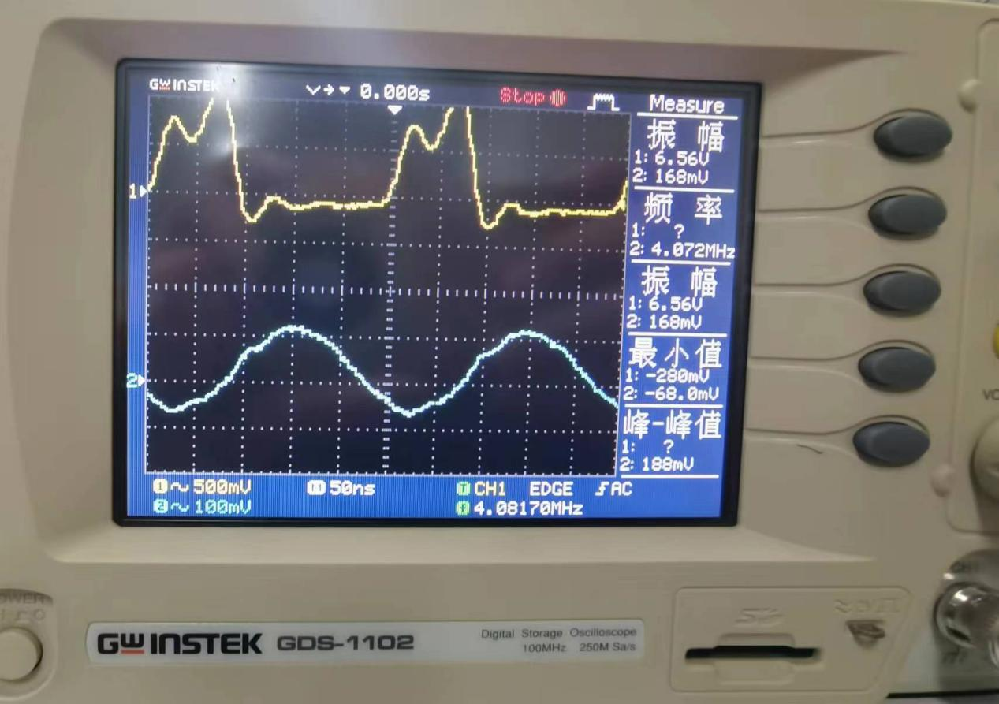 GW INSTEK
0.000s
Stop
Measure
振 幅
1: 6.56V
2: 168mV
频 率
1: ?
2: 4.072MHz
振 幅
1: 6.56V
2: 168mV
最小值
1: -280mV
2: -68.0mV
峰-峰值
1: ?
2: 188mV
1
2
1 500mV
50ns
CH1 EDGE AC
2 100mV
4.08170MHz
GW INSTEK GDS-1102
Digital Storage Oscilloscope
100MHz 250M Sa/s